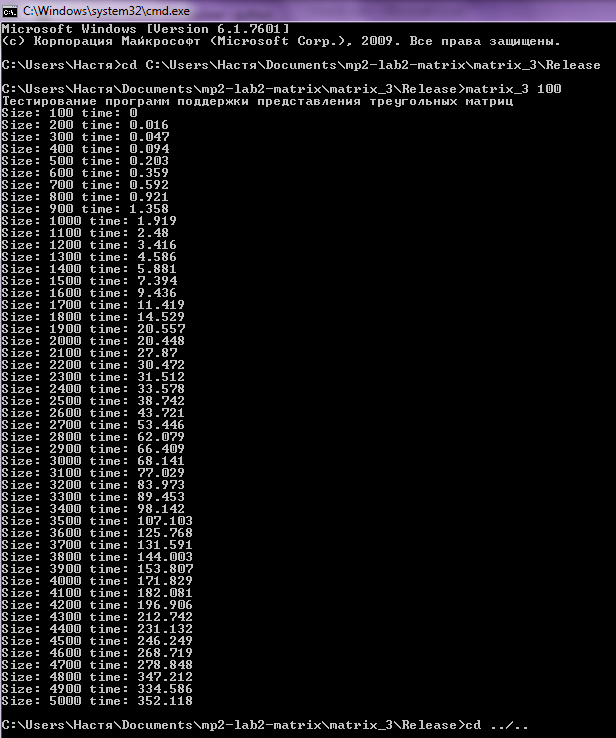 C:\Windows\system32\cmd.exe
Microsoft Windows [Version 6.1.7601]
(c) Корпорация Майкрософт (Microsoft Corp.), 2009. Все права защищены.
C:\Users\Настя>cd C:\Users\Настя\Documents\mp2-lab2-matrix\matrix_3\Release
C:\Users\Настя\Documents\mp2-lab2-matrix\matrix_3\Release>matrix_3 100
Тестирование программ поддержки представления треугольных матриц
Size: 100 time: 0
Size: 200 time: 0.016
Size: 300 time: 0.047
Size: 400 time: 0.094
Size: 500 time: 0.203
Size: 600 time: 0.359
Size: 700 time: 0.592
Size: 800 time: 0.921
Size: 900 time: 1.358
Size: 1000 time: 1.919
Size: 1100 time: 2.48
Size: 1200 time: 3.416
Size: 1300 time: 4.586
Size: 1400 time: 5.881
Size: 1500 time: 7.394
Size: 1600 time: 9.436
Size: 1700 time: 11.419
Size: 1800 time: 14.529
Size: 1900 time: 20.557
Size: 2000 time: 20.448
Size: 2100 time: 27.87
Size: 2200 time: 30.472
Size: 2300 time: 31.512
Size: 2400 time: 33.578
Size: 2500 time: 38.742
Size: 2600 time: 43.721
Size: 2700 time: 53.446
Size: 2800 time: 62.079
Size: 2900 time: 66.409
Size: 3000 time: 68.141
Size: 3100 time: 77.029
Size: 3200 time: 83.973
Size: 3300 time: 89.453
Size: 3400 time: 98.142
Size: 3500 time: 107.103
Size: 3600 time: 125.768
Size: 3700 time: 131.591
Size: 3800 time: 144.003
Size: 3900 time: 153.807
Size: 4000 time: 171.829
Size: 4100 time: 182.081
Size: 4200 time: 196.906
Size: 4300 time: 212.742
Size: 4400 time: 231.132
Size: 4500 time: 246.249
Size: 4600 time: 268.719
Size: 4700 time: 278.848
Size: 4800 time: 347.212
Size: 4900 time: 334.586
Size: 5000 time: 352.118
C:\Users\Настя\Documents\mp2-lab2-matrix\matrix_3\Release>cd ../..